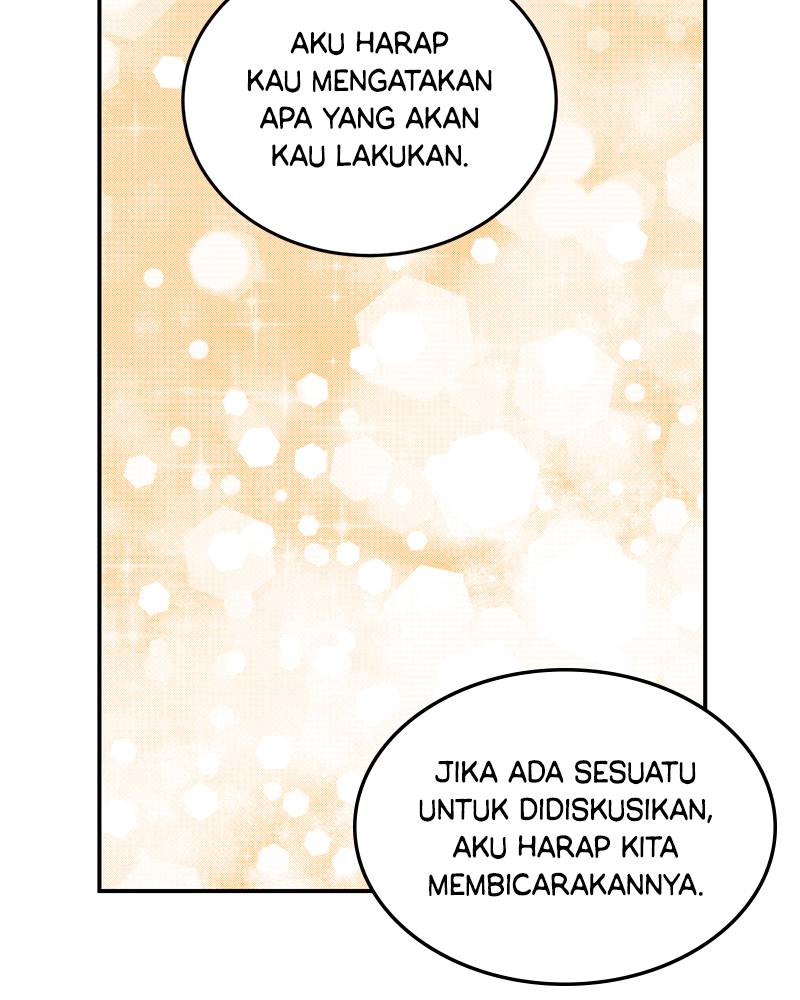 AKU HARAP
KAU MENGATAKAN
APA YANG AKAN
KAU LAKUKAN.
JIKA ADA SESUATU
UNTUK DIDISKUSIKAN,
AKU HARAP KITA
MEMBICARAKANNYA.